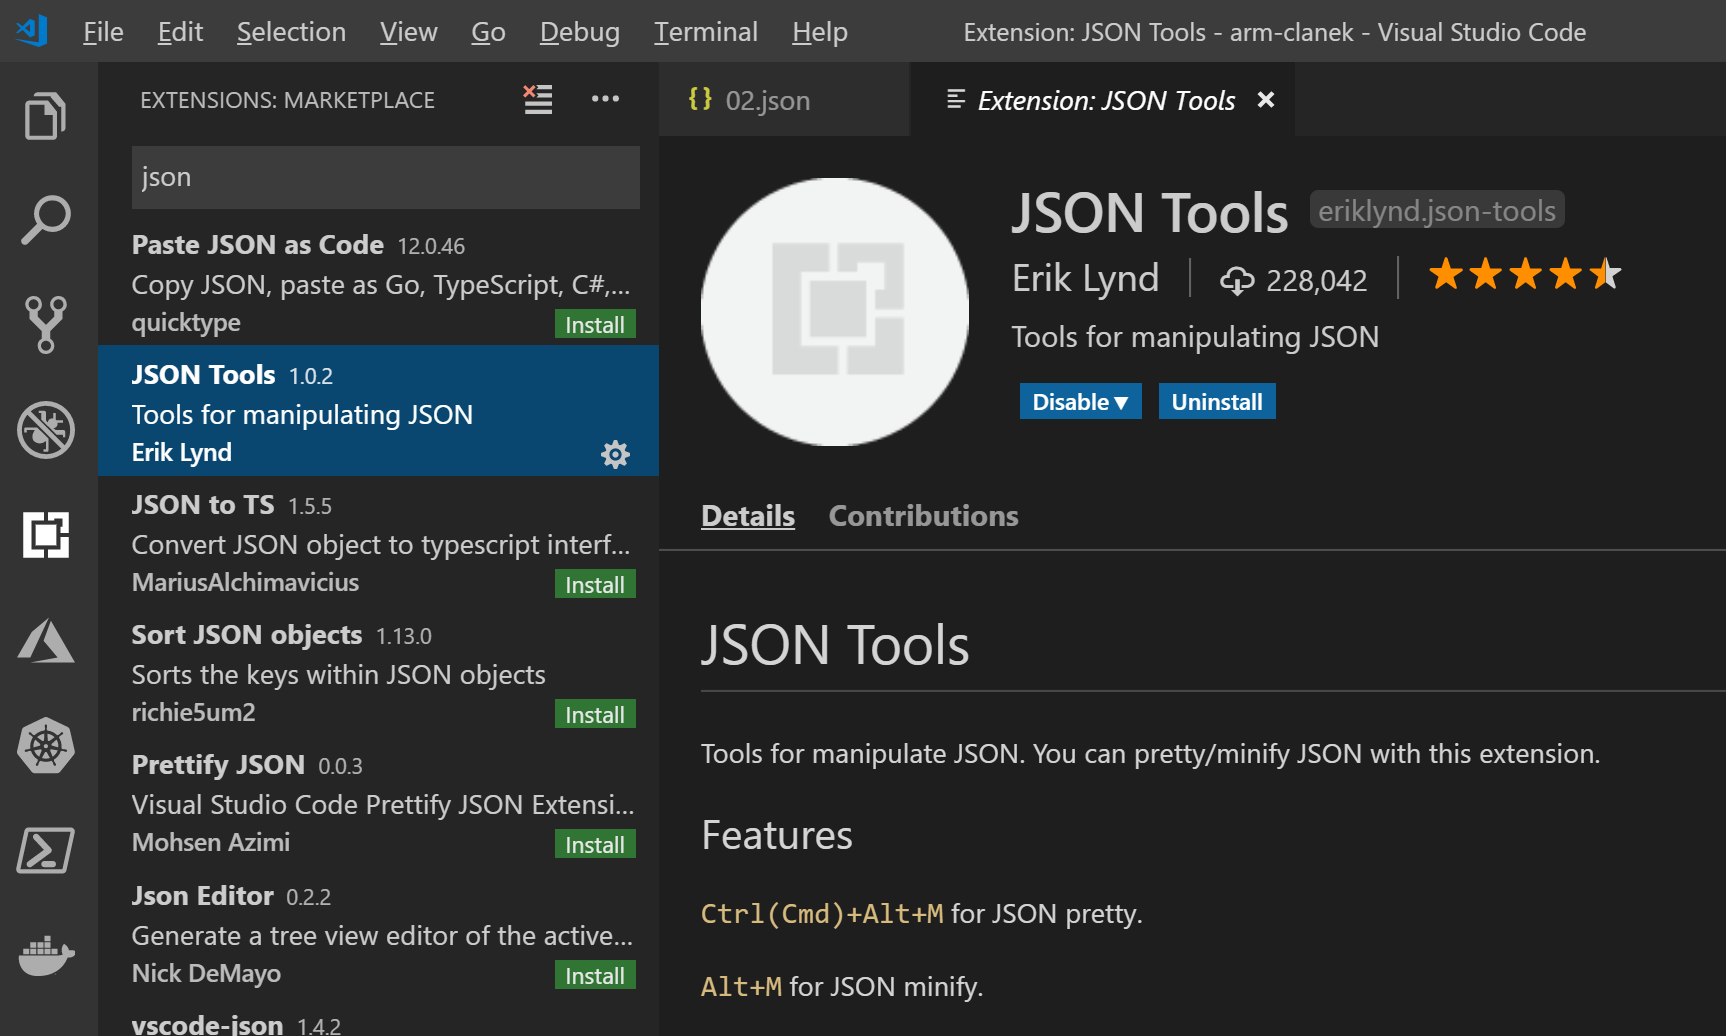 File Edit Selection View Go Debug Terminal Help Extension: JSON Tools - arm-clanek - Visual Studio Code
EXTENSIONS: MARKETPLACE
json
Paste JSON as Code 12.0.46
Copy JSON, paste as Go, TypeScript, C#,...
quicktype Install
JSON Tools 1.0.2
Tools for manipulating JSON
Erik Lynd
JSON to TS 1.5.5
Convert JSON object to typescript interf...
MariusAlchimavicius Install
Sort JSON objects 1.13.0
Sorts the keys within JSON objects
richie5um2 Install
Prettify JSON 0.0.3
Visual Studio Code Prettify JSON Extensi...
Mohsen Azimi Install
Json Editor 0.2.2
Generate a tree view editor of the active...
Nick DeMayo Install
vscode-json 1.4.2
{} 02.json Extension: JSON Tools
JSON Tools eriklynd.json-tools
Erik Lynd 228,042
Tools for manipulating JSON
Disable Uninstall
Details Contributions
JSON Tools
Tools for manipulate JSON. You can pretty/minify JSON with this extension.
Features
Ctrl(Cmd)+Alt+M for JSON pretty.
Alt+M for JSON minify.